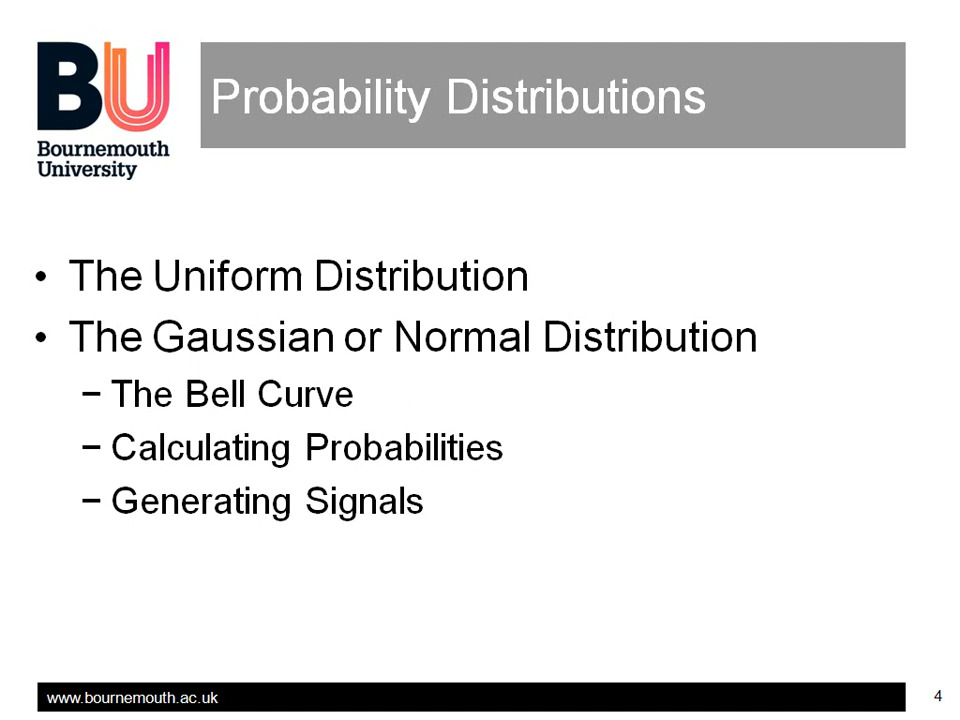 BU
Bournemouth
University
Probability Distributions
• The Uniform Distribution
• The Gaussian or Normal Distribution
– The Bell Curve
– Calculating Probabilities
– Generating Signals
www.bournemouth.ac.uk
4